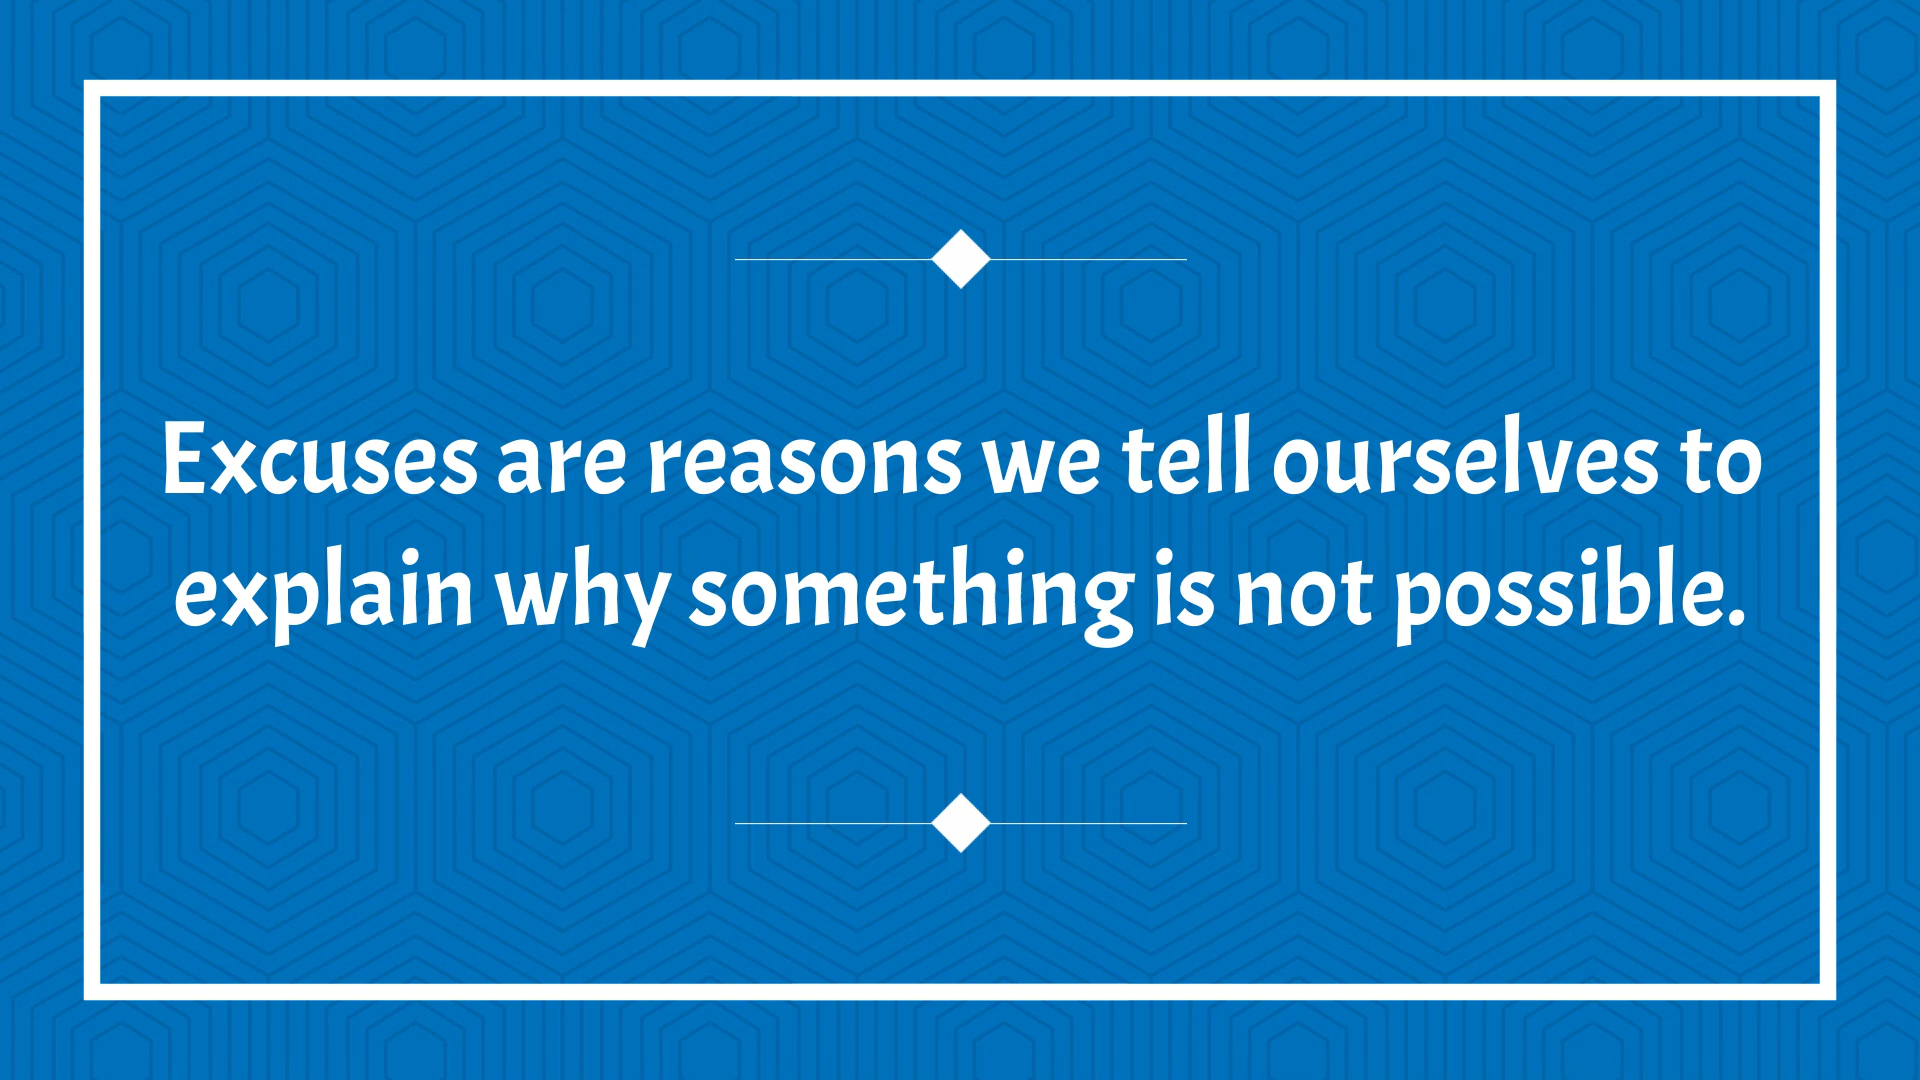 Excuses are reasons we tell ourselves to
explain why something is not possible.